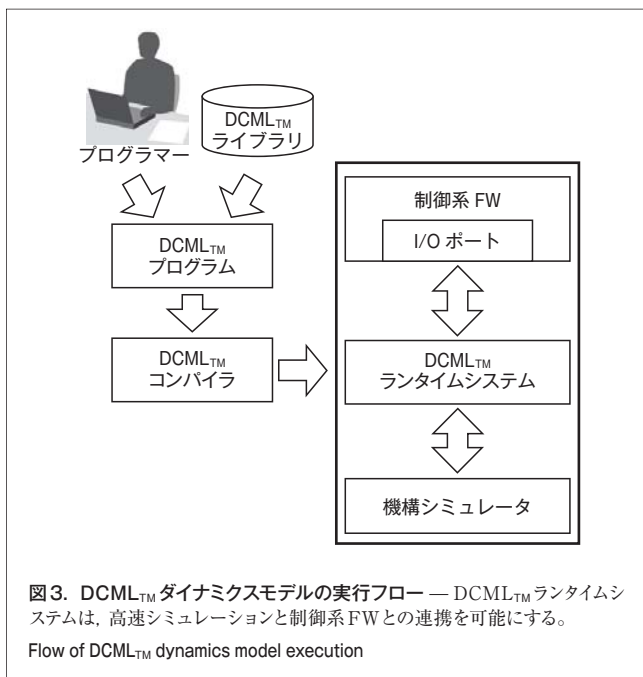 プログラマー
DCMLTM
ライブラリ
DCMLTM
プログラム
DCMLTM
コンパイラ
制御系 FW
I/O ポート
DCMLTM
ランタイムシステム
機構シミュレータ
図3. DCMLTM ダイナミクスモデルの実行フロー — DCMLTM ランタイムシ
ステムは，高速シミュレーションと制御系FWとの連携を可能にする。
Flow of DCMLTM dynamics model execution